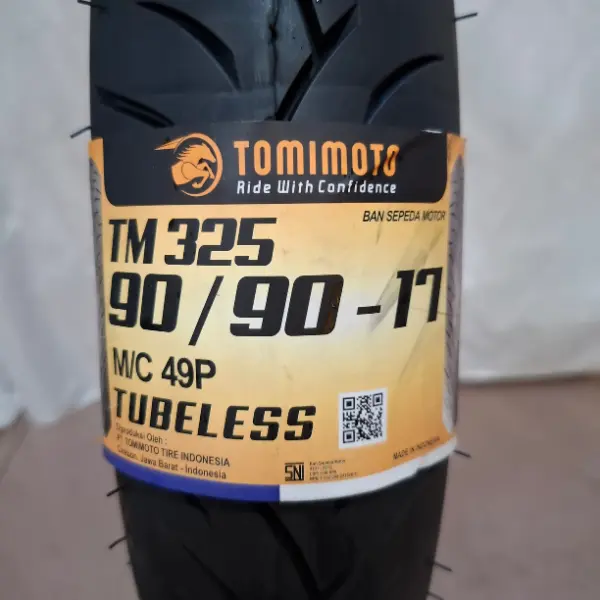 TOMIMOTO
Ride With Confidence
BAN SEPEDA MOTOR
TM 325
90/90-17
M/C 49P
TUBELESS
Diproduksi Oleh :
PT. TOMIMOTO TIRE INDONESIA
Cirebon, Jawa Barat - Indonesia
SNI
MADE IN INDONESIA